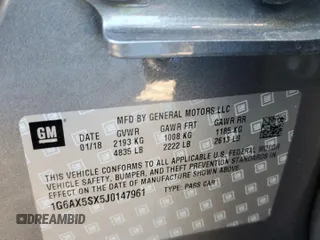 MFD BY GENERAL MOTORS LLC
GM
01/18
GVWR
2193 KG
4835 LB
GAWR FRT
1008 KG
2222 LB
GAWR RR
1185 KG
2613 LB
THIS VEHICLE CONFORMS TO ALL APPLICABLE
U.S. FEDERAL MOTOR VEHICLE SAFETY, BUMPER, AND
THEFT PREVENTION STANDARDS IN EFFECT ON THE
DATE OF MANUFACTURE SHOWN ABOVE.
1G6AX5SX5J0147961 TYPE: PASS CAR
AUTOBIDMASTER